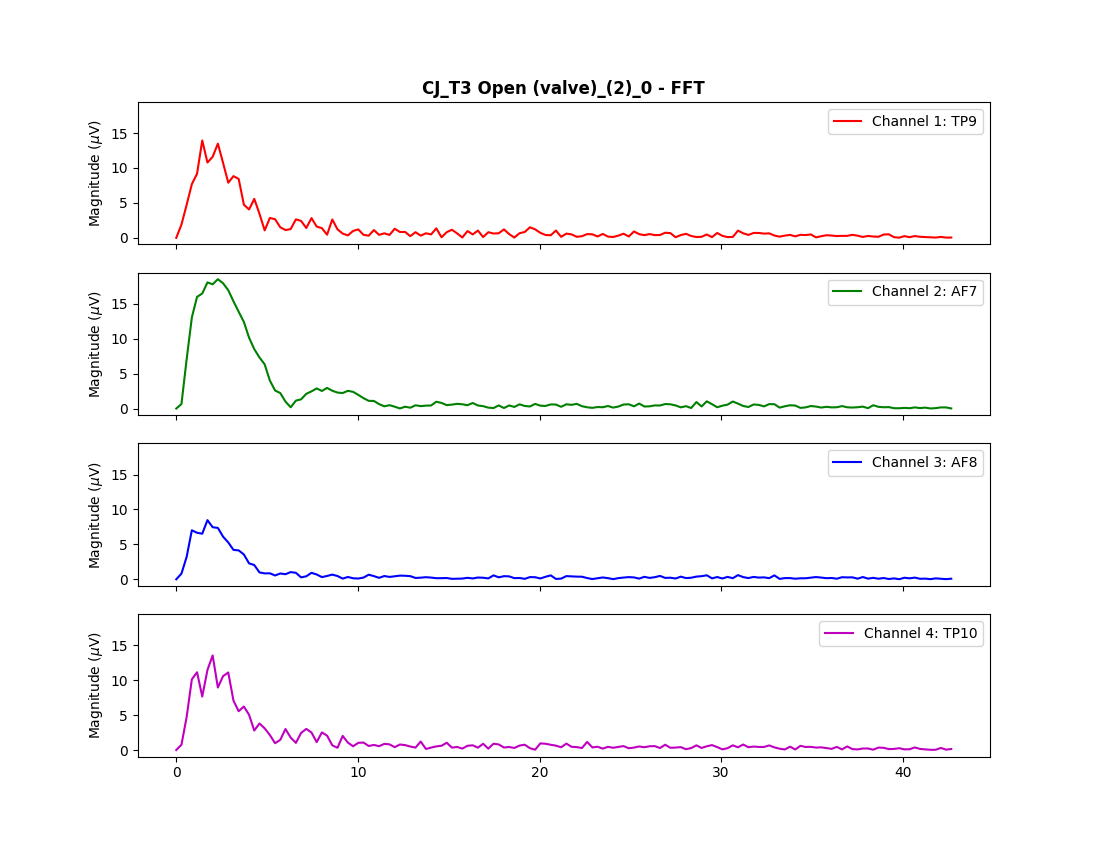 CJ_T3 Open (valve)_(2)_0 - FFT
Magnitude (μV)
15
10
5
0
Channel 1: TP9
Magnitude (μV)
15
10
5
0
Channel 2: AF7
Magnitude (μV)
15
10
5
0
Channel 3: AF8
Magnitude (μV)
15
10
5
0
Channel 4: TP10
0 10 20 30 40